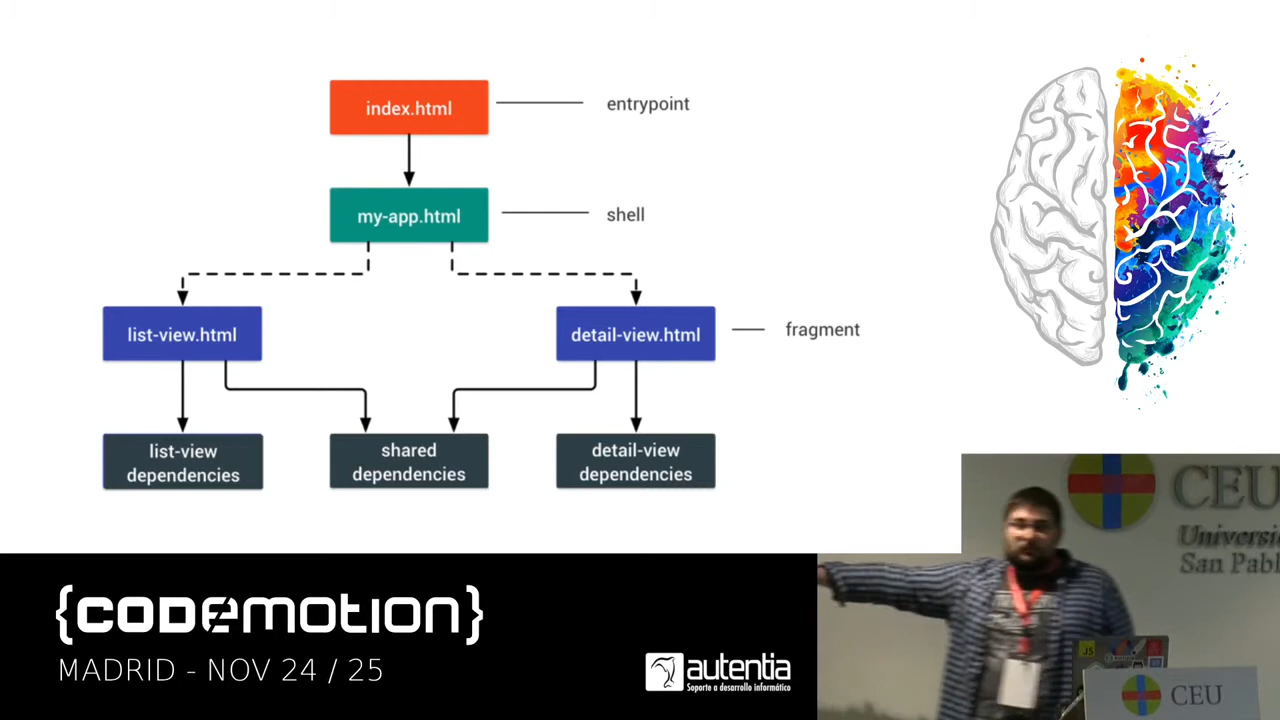 index.html
entrypoint
my-app.html
shell
list-view.html
detail-view.html
fragment
list-view
dependencies
shared
dependencies
detail-view
dependencies
CEU
San Pabl
{CODEMOTION}
MADRID - NOV 24 / 25
autentia
Soporte a desarrollo informático
JS
CEU